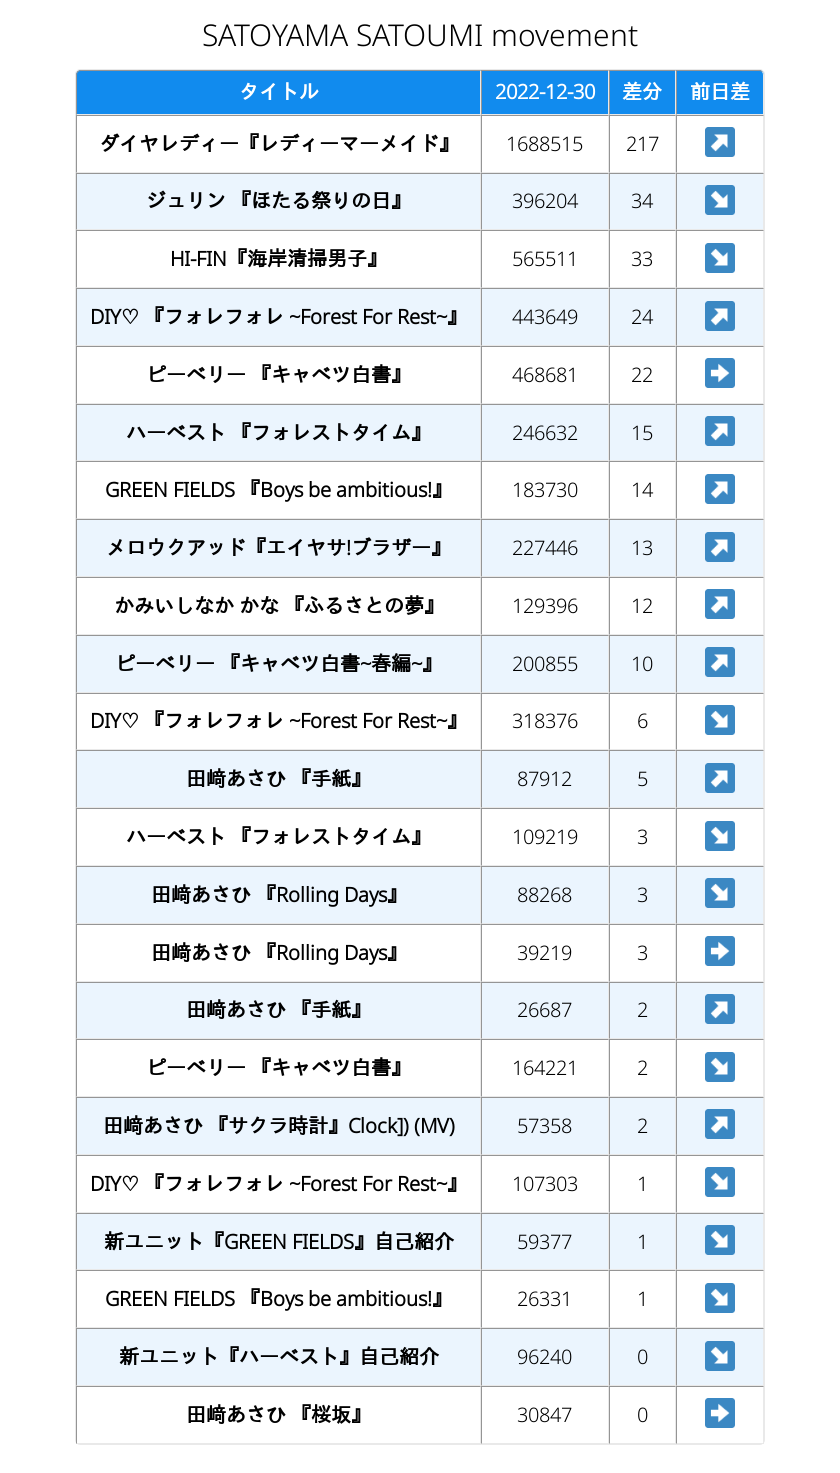 SATOYAMA SATOUMI movement
タイトル 2022-12-30 差分 前日差
ダイヤレディー『レディーマーメイド』 1688515 217 ↗
ジュリン 『ほたる祭りの日』 396204 34 ↘
HI-FIN『海岸清掃男子』 565511 33 ↘
DIY♡ 『フォレフォレ ~Forest For Rest~』 443649 24 ↗
ピーベリー 『キャベツ白書』 468681 22 ➡
ハーベスト 『フォレストタイム』 246632 15 ↗
GREEN FIELDS 『Boys be ambitious!』 183730 14 ↗
メロウクアッド『エイヤサ!ブラザー』 227446 13 ↗
かみいしなか かな 『ふるさとの夢』 129396 12 ↗
ピーベリー 『キャベツ白書~春編~』 200855 10 ↗
DIY♡ 『フォレフォレ ~Forest For Rest~』 318376 6 ↘
田﨑あさひ 『手紙』 87912 5 ↗
ハーベスト 『フォレストタイム』 109219 3 ↘
田﨑あさひ 『Rolling Days』 88268 3 ↘
田﨑あさひ 『Rolling Days』 39219 3 ➡
田﨑あさひ 『手紙』 26687 2 ↗
ピーベリー 『キャベツ白書』 164221 2 ↘
田﨑あさひ 『サクラ時計』Clock]) (MV) 57358 2 ↗
DIY♡ 『フォレフォレ ~Forest For Rest~』 107303 1 ↘
新ユニット『GREEN FIELDS』自己紹介 59377 1 ↘
GREEN FIELDS 『Boys be ambitious!』 26331 1 ↘
新ユニット『ハーベスト』自己紹介 96240 0 ↘
田﨑あさひ 『桜坂』 30847 0 ➡